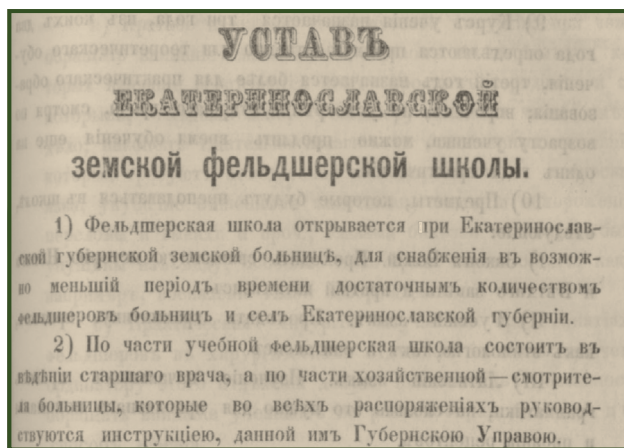 УСТАВЪ
ЕКАТЕРИНОСЛАВСКОЙ
земской фельдшерской школы.
1) Фельдшерская школа открывается при Екатеринослав-
ской губернской земской больницѣ, для снабженія въ возмож-
но меньшій періодъ времени достаточнымъ количествомъ
фельдшеровъ больницъ и селъ Екатеринославской губерніи.
2) По части учебной фельдшерская школа состоитъ въ
вѣдѣніи старшаго врача, а по части хозяйственной—смотрите-
ля больницы, которые во всѣхъ распоряженіяхъ руковод-
ствуются инструкціею, данной имъ Губернскою Управою.